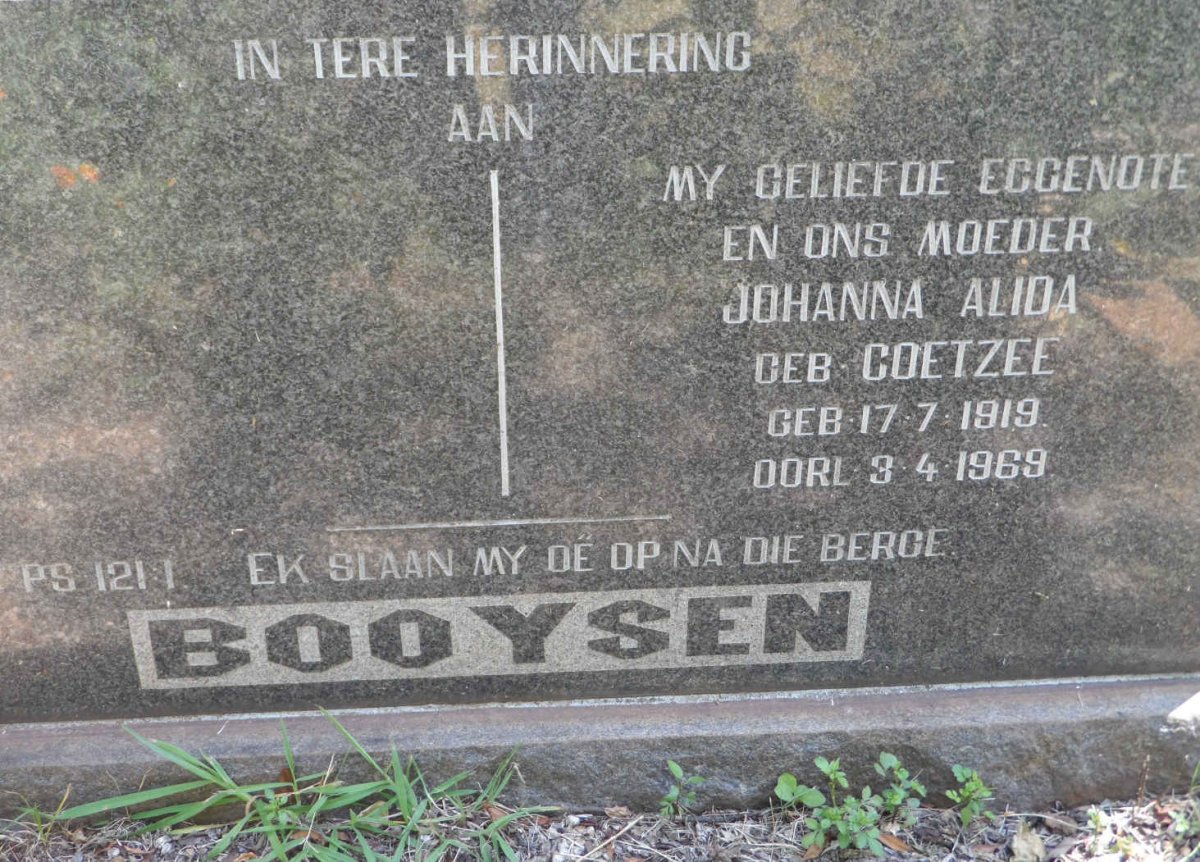 IN TERE HERINNERING
AAN
MY GELIEFDE EGGENOTE
EN ONS MOEDER
JOHANNA ALIDA
GEB · COETZEE
GEB · 17 · 7 · 1919.
OORL 3 · 4 · 1969
PS 121:1 EK SLAAN MY OË OP NA DIE BERGE.
BOOYSEN